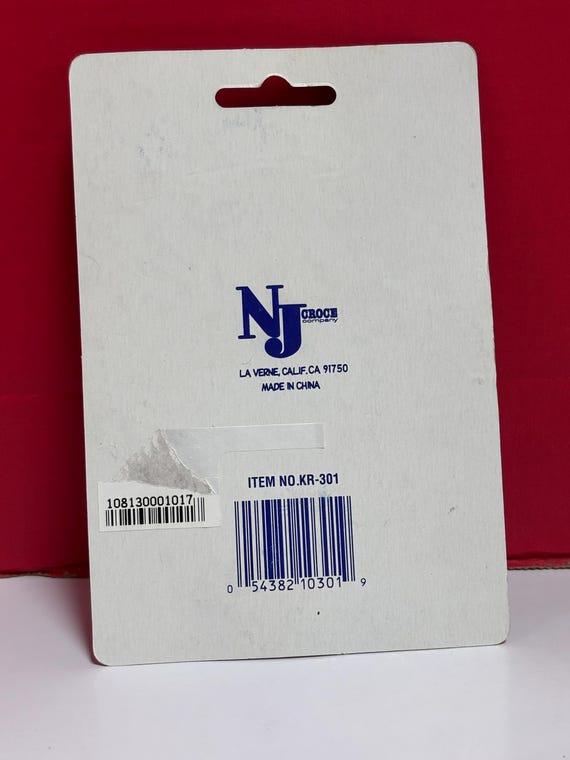 NJ CROCE
company
LA VERNE, CALIF. CA 91750
MADE IN CHINA
ITEM NO.KR-301
108130001017
0 54382 10301 9